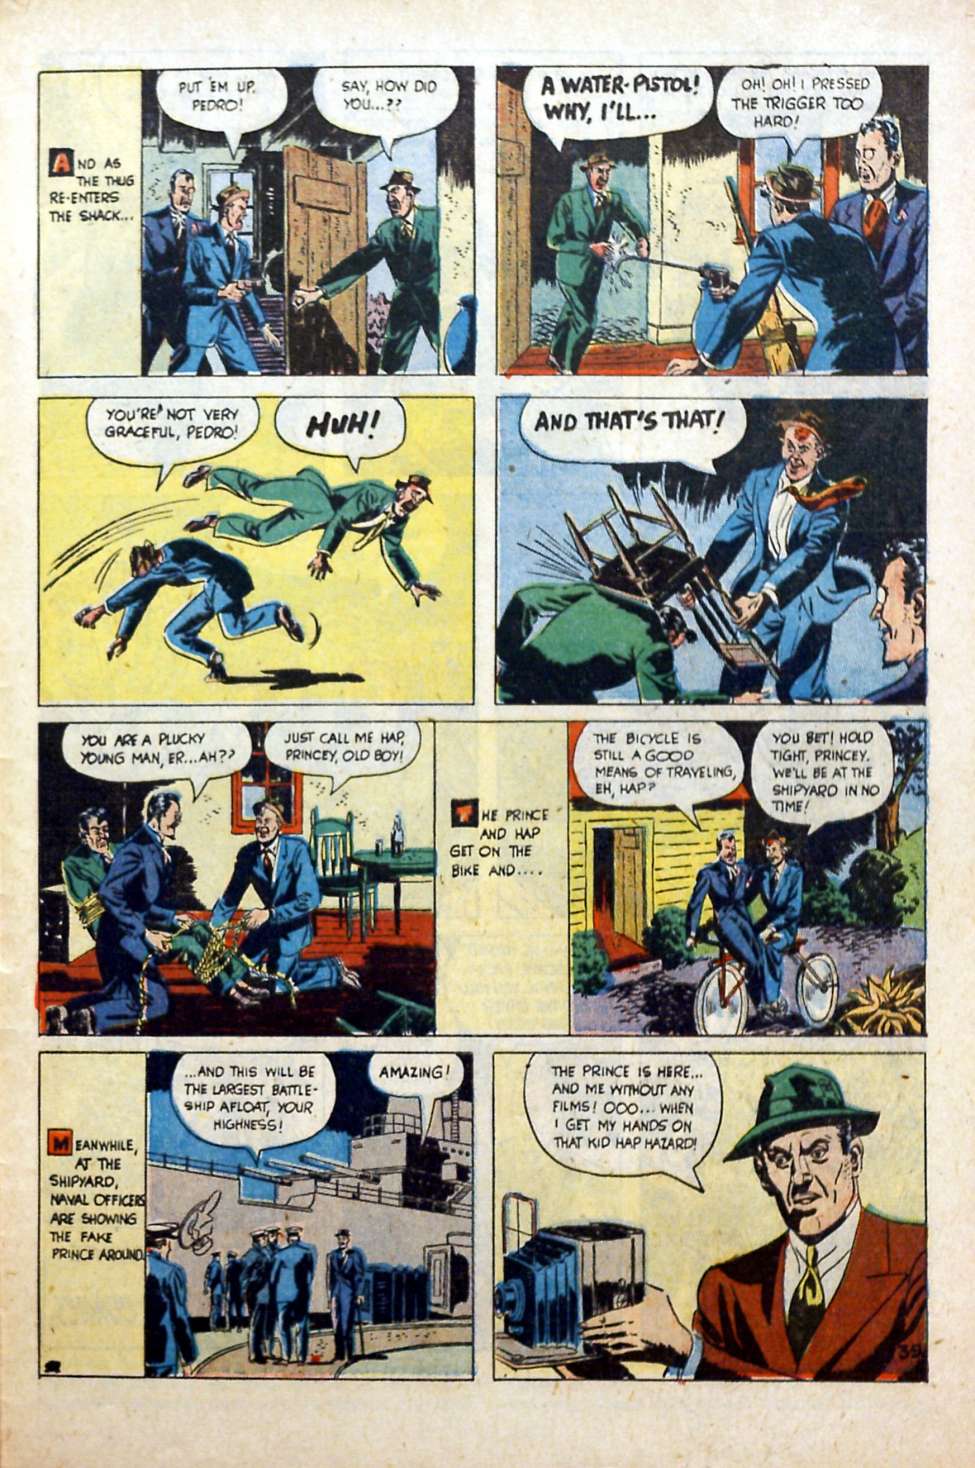 AND AS
THE THUG
RE-ENTERS
THE SHACK...
PUT 'EM UP,
PEDRO!
SAY, HOW DID
YOU...??
A WATER-PISTOL!
WHY, I'LL...
OH! OH! I PRESSED
THE TRIGGER TOO
HARD!
YOU'RE NOT VERY
GRACEFUL, PEDRO!
HUH!
AND THAT'S THAT!
YOU ARE A PLUCKY
YOUNG MAN, ER...AH??
JUST CALL ME HAP,
PRINCEY, OLD BOY!
THE PRINCE
AND HAP
GET ON THE
BIKE AND....
THE BICYCLE IS
STILL A GOOD
MEANS OF TRAVELING,
EH, HAP?
YOU BET! HOLD
TIGHT, PRINCEY.
WE'LL BE AT THE
SHIPYARD IN NO
TIME!
MEANWHILE,
AT THE
SHIPYARD,
NAVAL OFFICERS
ARE SHOWING
THE FAKE
PRINCE AROUND.
...AND THIS WILL BE
THE LARGEST BATTLE-
SHIP AFLOAT, YOUR
HIGHNESS!
AMAZING!
THE PRINCE IS HERE...
AND ME WITHOUT ANY
FILMS! OOO... WHEN
I GET MY HANDS ON
THAT KID HAP HAZARD!